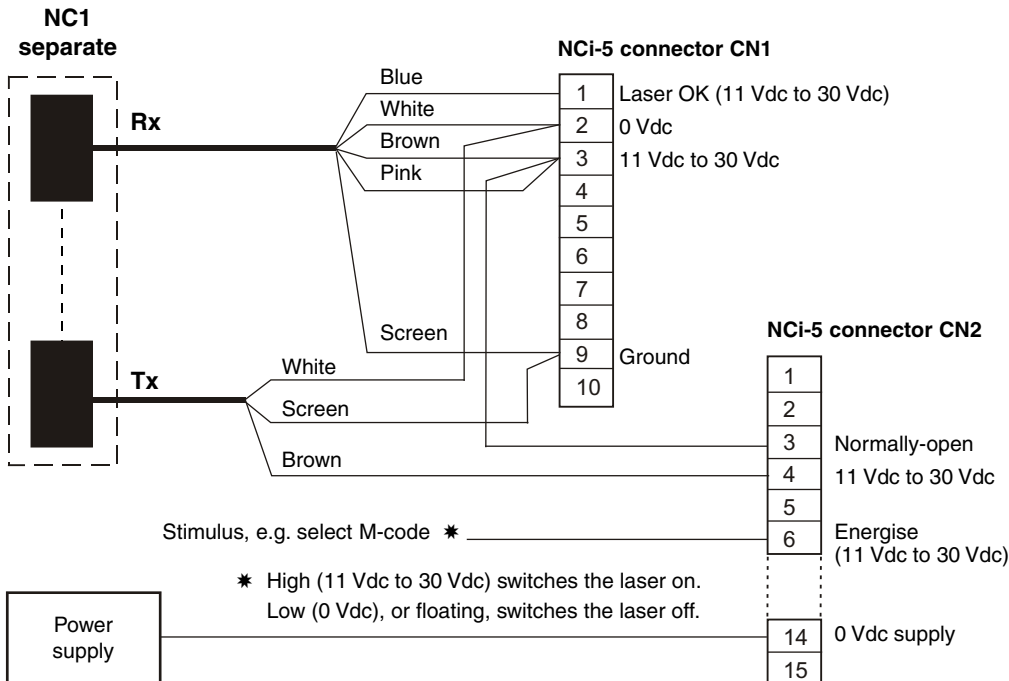 NC1
separate
NCi-5 connector CN1
Rx
Blue
White
Brown
Pink
Screen
1 Laser OK (11 Vdc to 30 Vdc)
2 0 Vdc
3 11 Vdc to 30 Vdc
4
5
6
7
8
9 Ground
10
Tx
White
Screen
Brown
NCi-5 connector CN2
1
2
3 Normally-open
4 11 Vdc to 30 Vdc
5
6 Energise
(11 Vdc to 30 Vdc)
Stimulus, e.g. select M-code ✷
✷ High (11 Vdc to 30 Vdc) switches the laser on.
Low (0 Vdc), or floating, switches the laser off.
Power
supply
14 0 Vdc supply
15